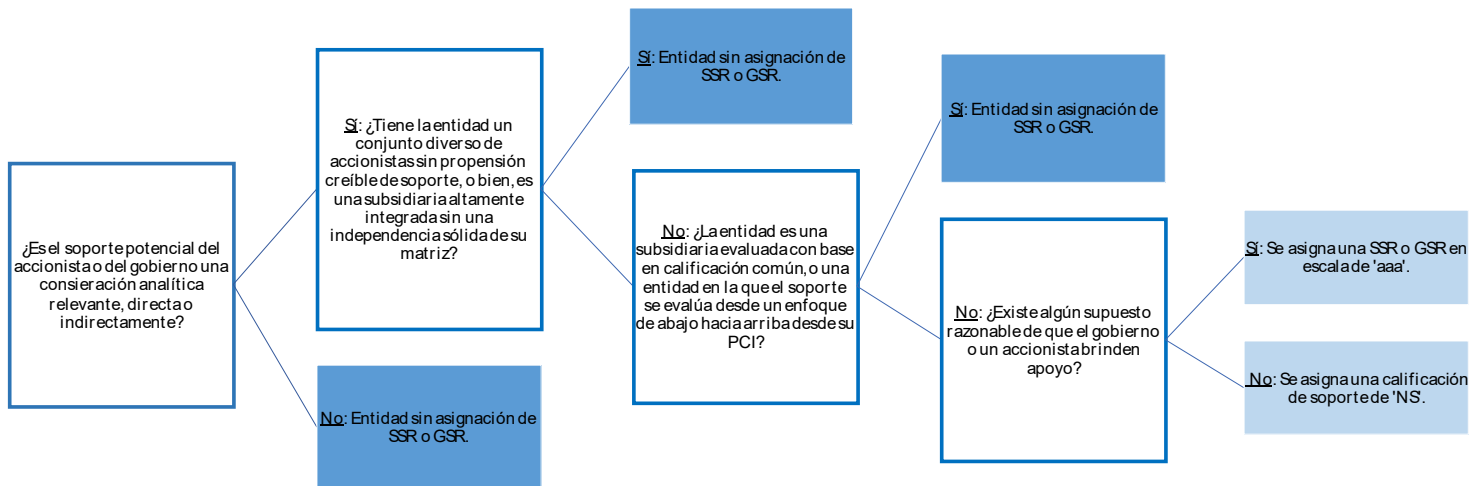 ¿Es el soporte potencial del
accionista o del gobierno una
consieración analítica
relevante, directa o
indirectamente?
Sí: ¿Tiene la entidad un
conjunto diverso de
accionistas sin propensión
creíble de soporte, o bien, es
una subsidiaria altamente
integrada sin una
independencia sólida de su
matriz?
No: Entidad sin asignación de
SSR o GSR.
Sí: Entidad sin asignación de
SSR o GSR.
No: ¿La entidad es una
subsidiaria evaluada con base
en calificación común, o una
entidad en la que el soporte
se evalúa desde un enfoque
de abajo hacia arriba desde su
PCI?
Sí: Entidad sin asignación de
SSR o GSR.
No: ¿Existe algún supuesto
razonable de que el gobierno
o un accionista brinden
apoyo?
Sí: Se asigna una SSR o GSR en
escala de 'aaa'.
No: Se asigna una calificación
de soporte de 'NS'.